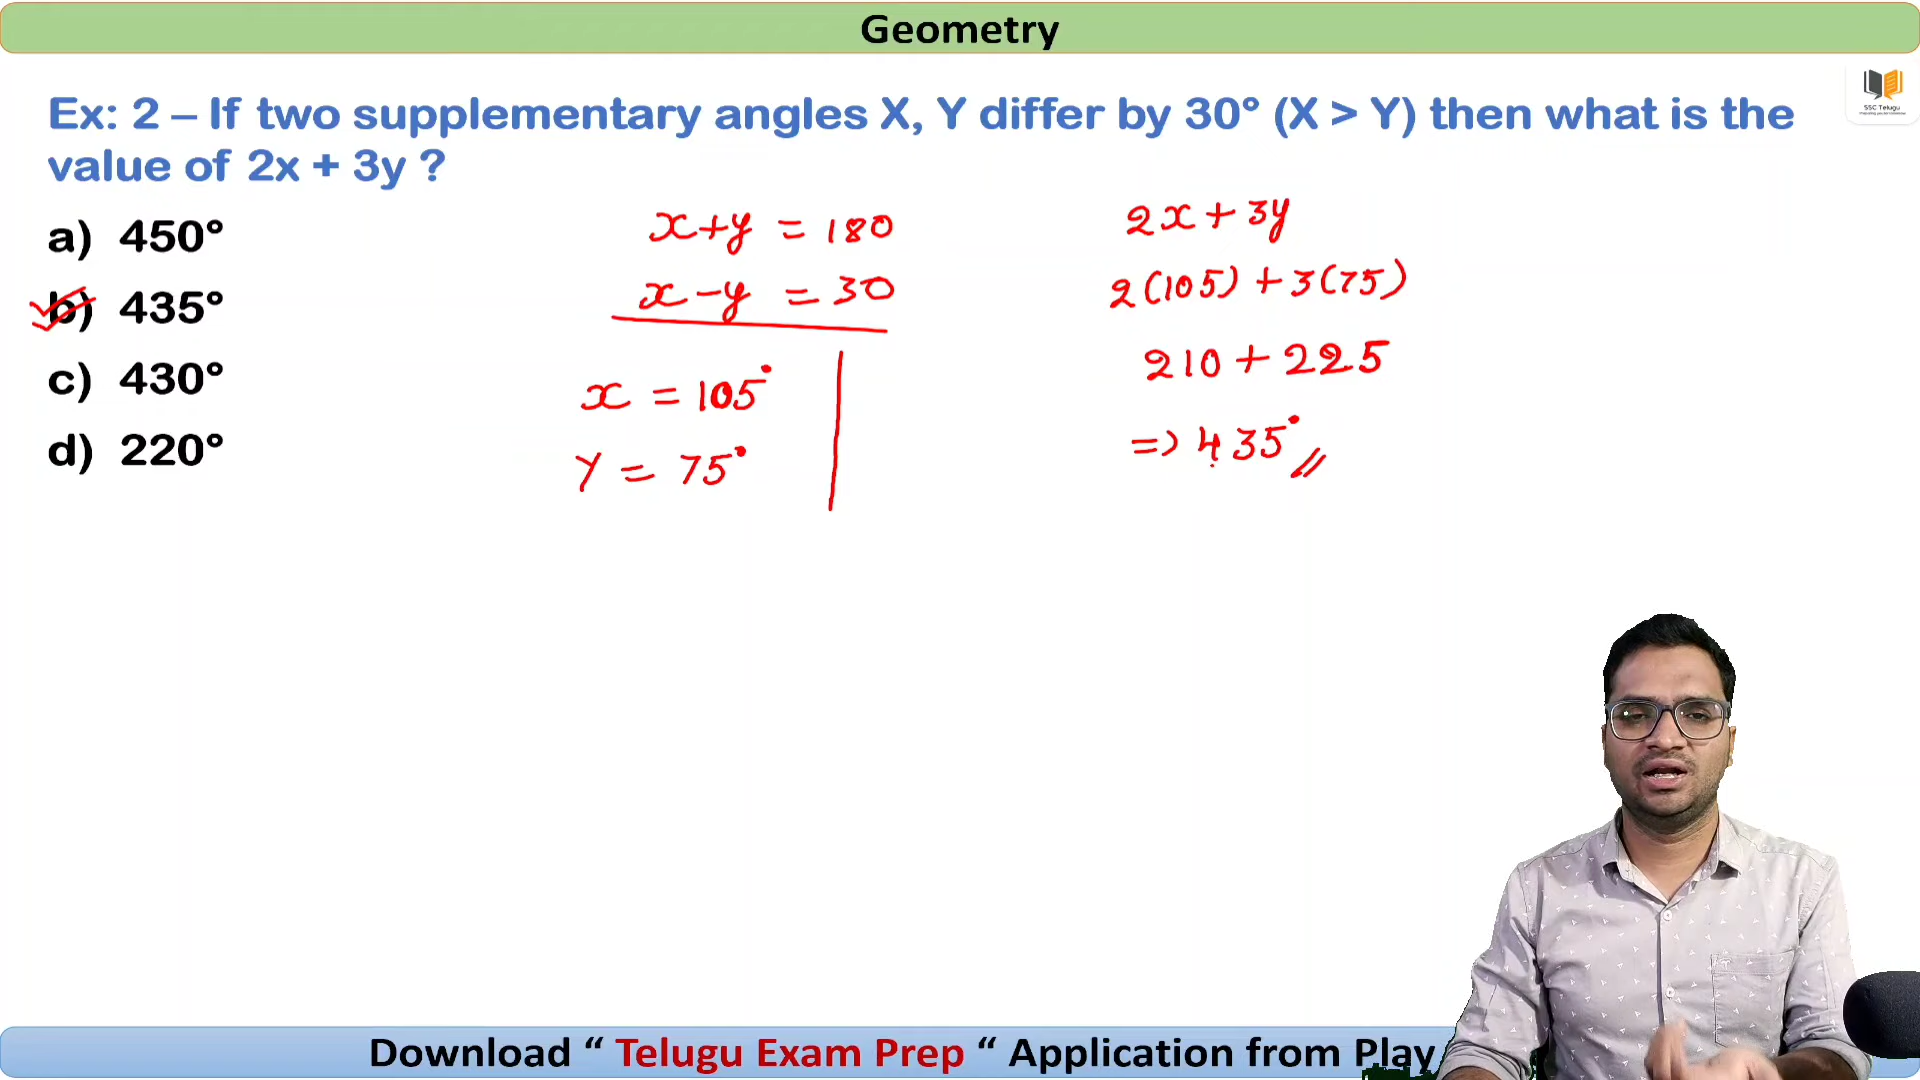 Geometry
SSC Telugu
Ex: 2 – If two supplementary angles X, Y differ by 30° (X > Y) then what is the
value of 2x + 3y ?
a) 450°
b) 435°
c) 430°
d) 220°
x+y = 180
x-y = 30
x = 105°
Y = 75°
2x+3y
2(105) + 3(75)
210 + 225
=> 435°
Download “ Telugu Exam Prep “ Application from Play